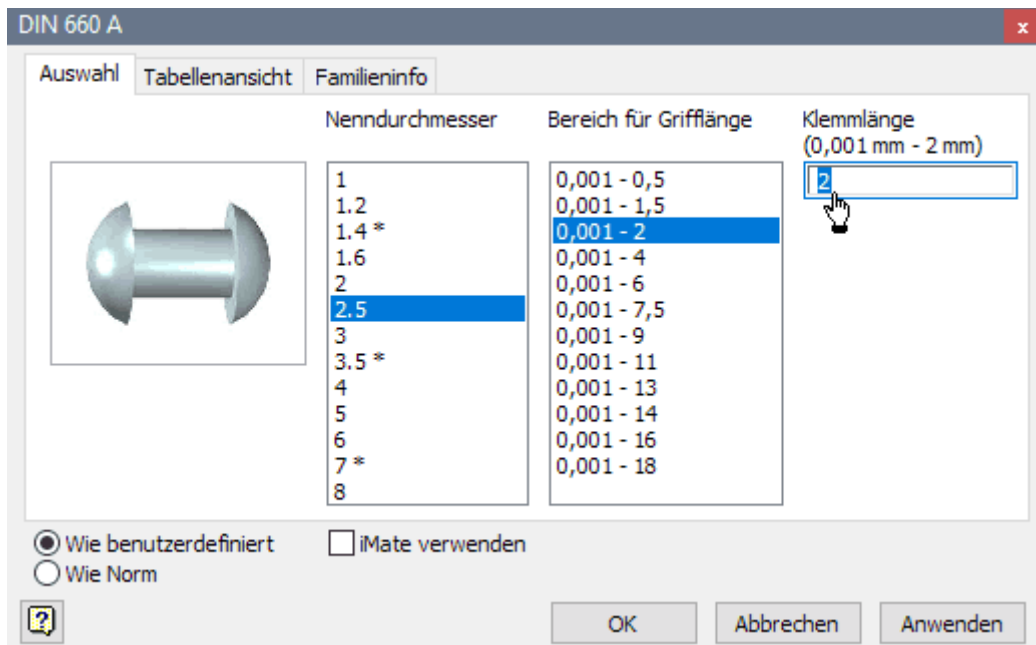 DIN 660 A
x
Auswahl Tabellenansicht Familieninfo
Nenndurchmesser
1
1.2
1.4 *
1.6
2
2.5
3
3.5 *
4
5
6
7 *
8
Bereich für Grifflänge
0,001 - 0,5
0,001 - 1,5
0,001 - 2
0,001 - 4
0,001 - 6
0,001 - 7,5
0,001 - 9
0,001 - 11
0,001 - 13
0,001 - 14
0,001 - 16
0,001 - 18
Klemmlänge
(0,001 mm - 2 mm)
2
Wie benutzerdefiniert
Wie Norm
iMate verwenden
?
OK Abbrechen Anwenden